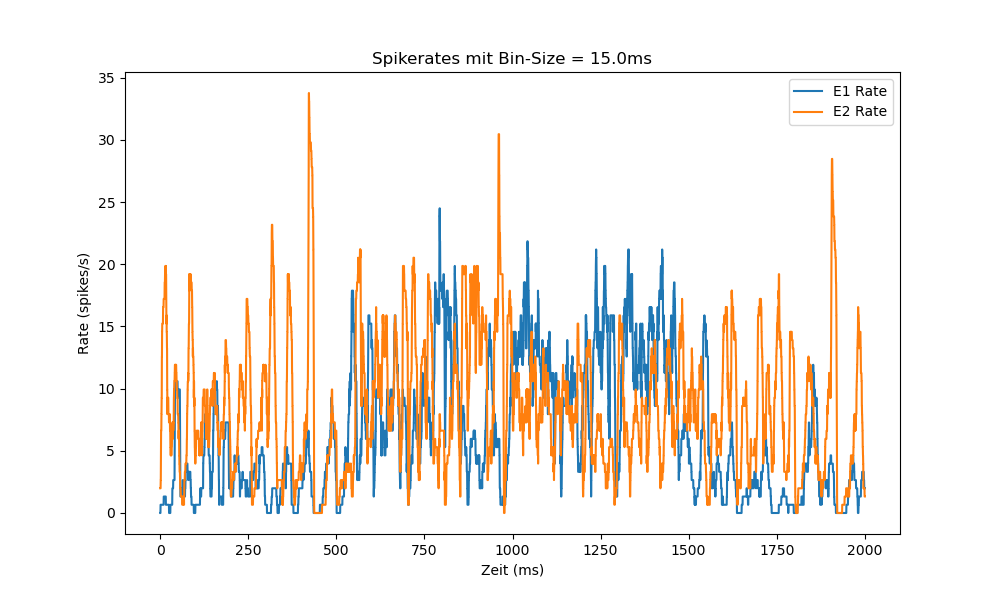 Spikerates mit Bin-Size = 15.0ms
E1 Rate
E2 Rate
Rate (spikes/s)
35
30
25
20
15
10
5
0
0 250 500 750 1000 1250 1500 1750 2000
Zeit (ms)